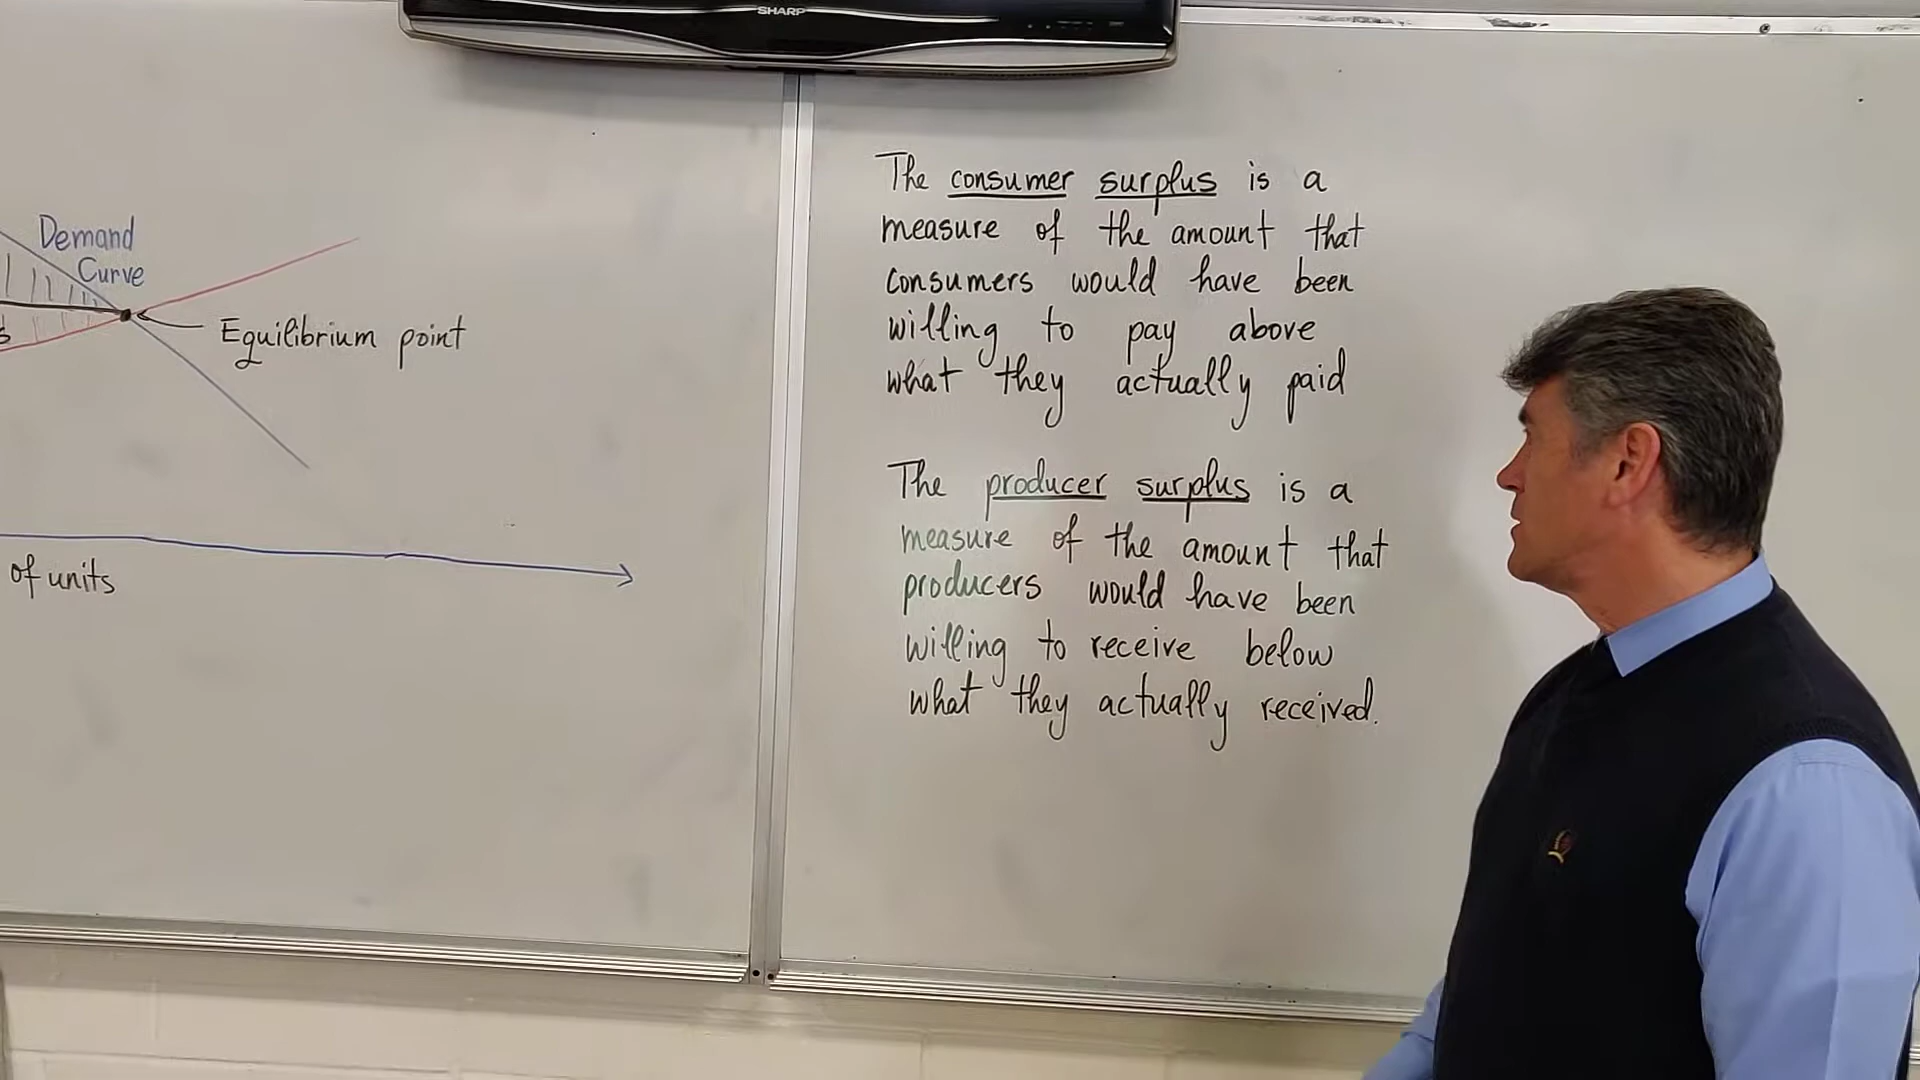 SHARP
Demand
Curve
Equilibrium point
of units
The consumer surplus is a
measure of the amount that
consumers would have been
willing to pay above
what they actually paid
The producer surplus is a
measure of the amount that
producers would have been
willing to receive below
what they actually received.